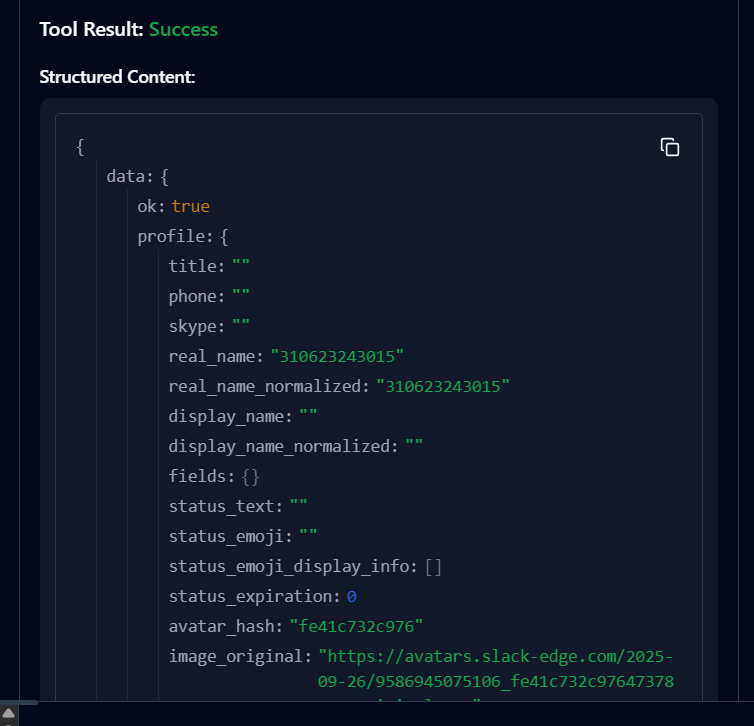 Tool Result: Success
Structured Content:
{
data: {
ok: true
profile: {
title: ""
phone: ""
skype: ""
real_name: "310623243015"
real_name_normalized: "310623243015"
display_name: ""
display_name_normalized: ""
fields: {}
status_text: ""
status_emoji: ""
status_emoji_display_info: []
status_expiration: 0
avatar_hash: "fe41c732c976"
image_original: "https://avatars.slack-edge.com/2025-
09-26/9586945075106_fe41c732c97647378